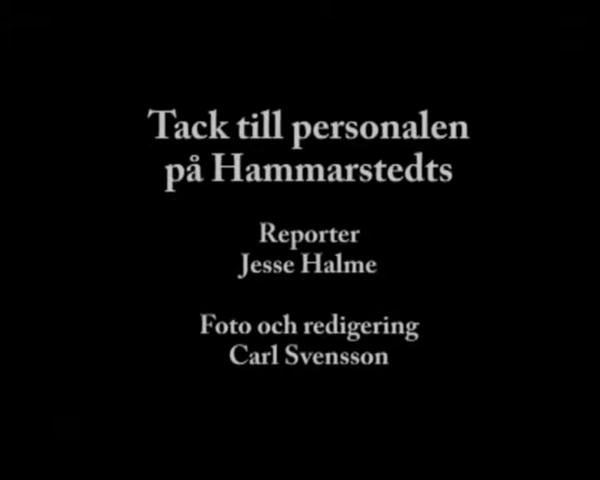 Tack till personalen
på Hammarstedts
Reporter
Jesse Halme
Foto och redigering
Carl Svensson